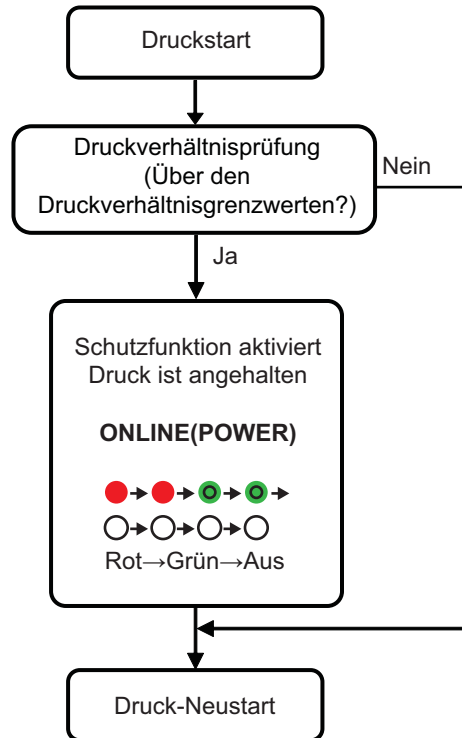 Druckstart
Druckverhältnisprüfung
(Über den
Druckverhältnisgrenzwerten?)
Nein
Ja
Schutzfunktion aktiviert
Druck ist angehalten
ONLINE(POWER)
Rot→Grün→Aus
Druck-Neustart